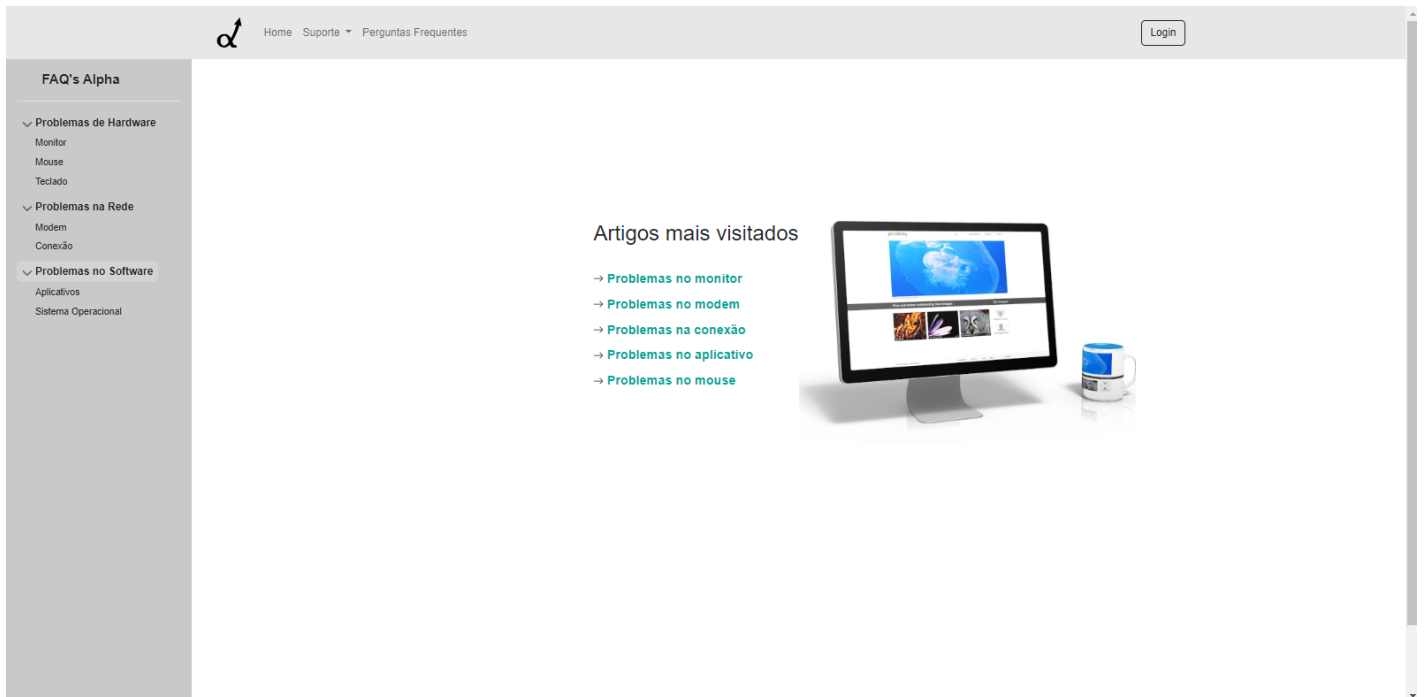 Home Suporte Perguntas Frequentes
Login
FAQ's Alpha
Problemas de Hardware
Monitor
Mouse
Teclado
Problemas na Rede
Modem
Conexão
Problemas no Software
Aplicativos
Sistema Operacional
Artigos mais visitados
→ Problemas no monitor
→ Problemas no modem
→ Problemas na conexão
→ Problemas no aplicativo
→ Problemas no mouse